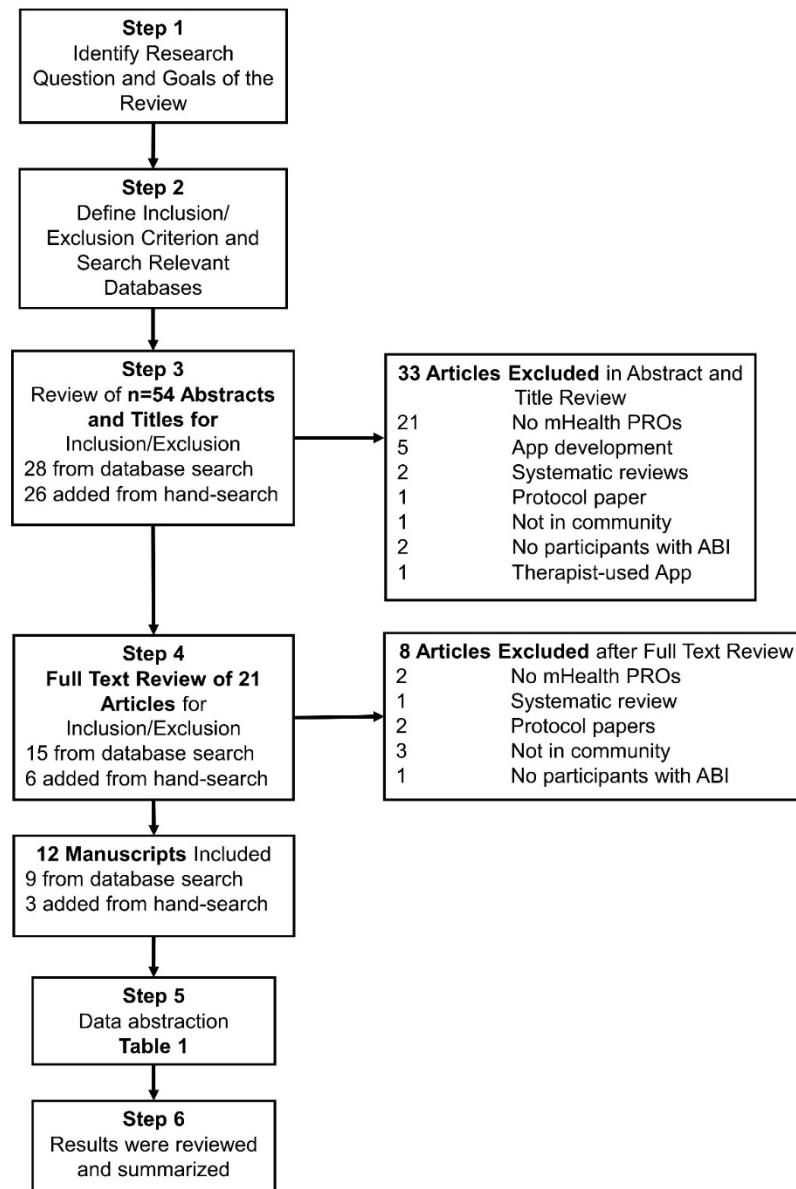 Step 1
Identify Research
Question and Goals of the
Review
Step 2
Define Inclusion/
Exclusion Criterion and
Search Relevant
Databases
Step 3
Review of n=54 Abstracts
and Titles for
Inclusion/Exclusion
28 from database search
26 added from hand-search
33 Articles Excluded in Abstract and
Title Review
21 No mHealth PROs
5 App development
2 Systematic reviews
1 Protocol paper
1 Not in community
2 No participants with ABI
1 Therapist-used App
Step 4
Full Text Review of 21
Articles for
Inclusion/Exclusion
15 from database search
6 added from hand-search
8 Articles Excluded after Full Text Review
2 No mHealth PROs
1 Systematic review
2 Protocol papers
3 Not in community
1 No participants with ABI
12 Manuscripts Included
9 from database search
3 added from hand-search
Step 5
Data abstraction
Table 1
Step 6
Results were reviewed
and summarized